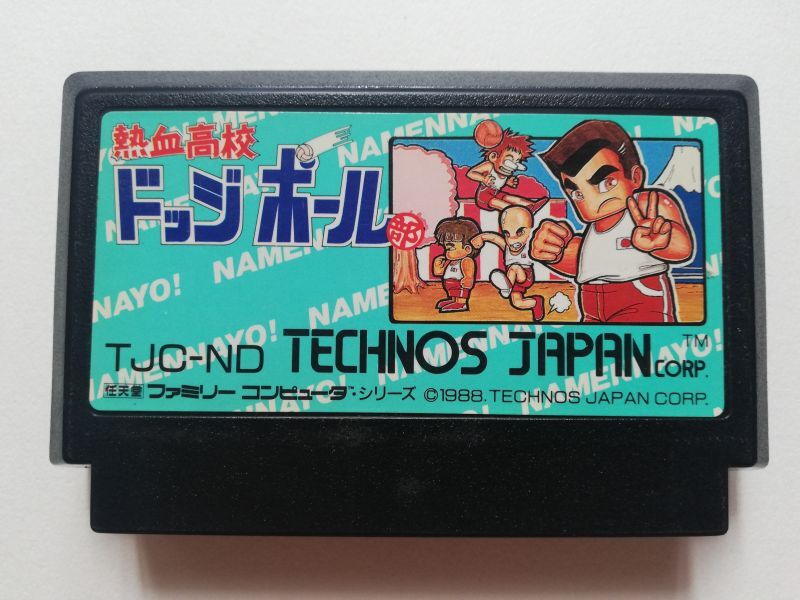 熱血高校
ドッジボール部
NAMENNAYO!
NAMENNAYO!
NAMENNAYO!
TJC-ND TECHNOS JAPAN CORP. TM
任天堂 ファミリー コンピュータ・シリーズ ©1988. TECHNOS JAPAN CORP.